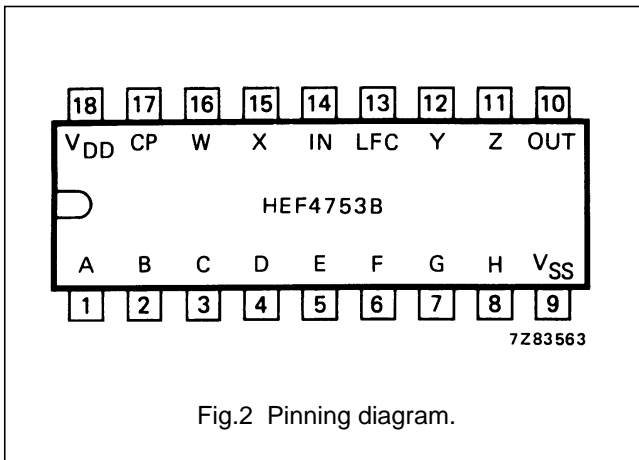 18 17 16 15 14 13 12 11 10
VDD CP W X IN LFC Y Z OUT
HEF4753B
A B C D E F G H VSS
1 2 3 4 5 6 7 8 9
7Z83563
Fig.2 Pinning diagram.